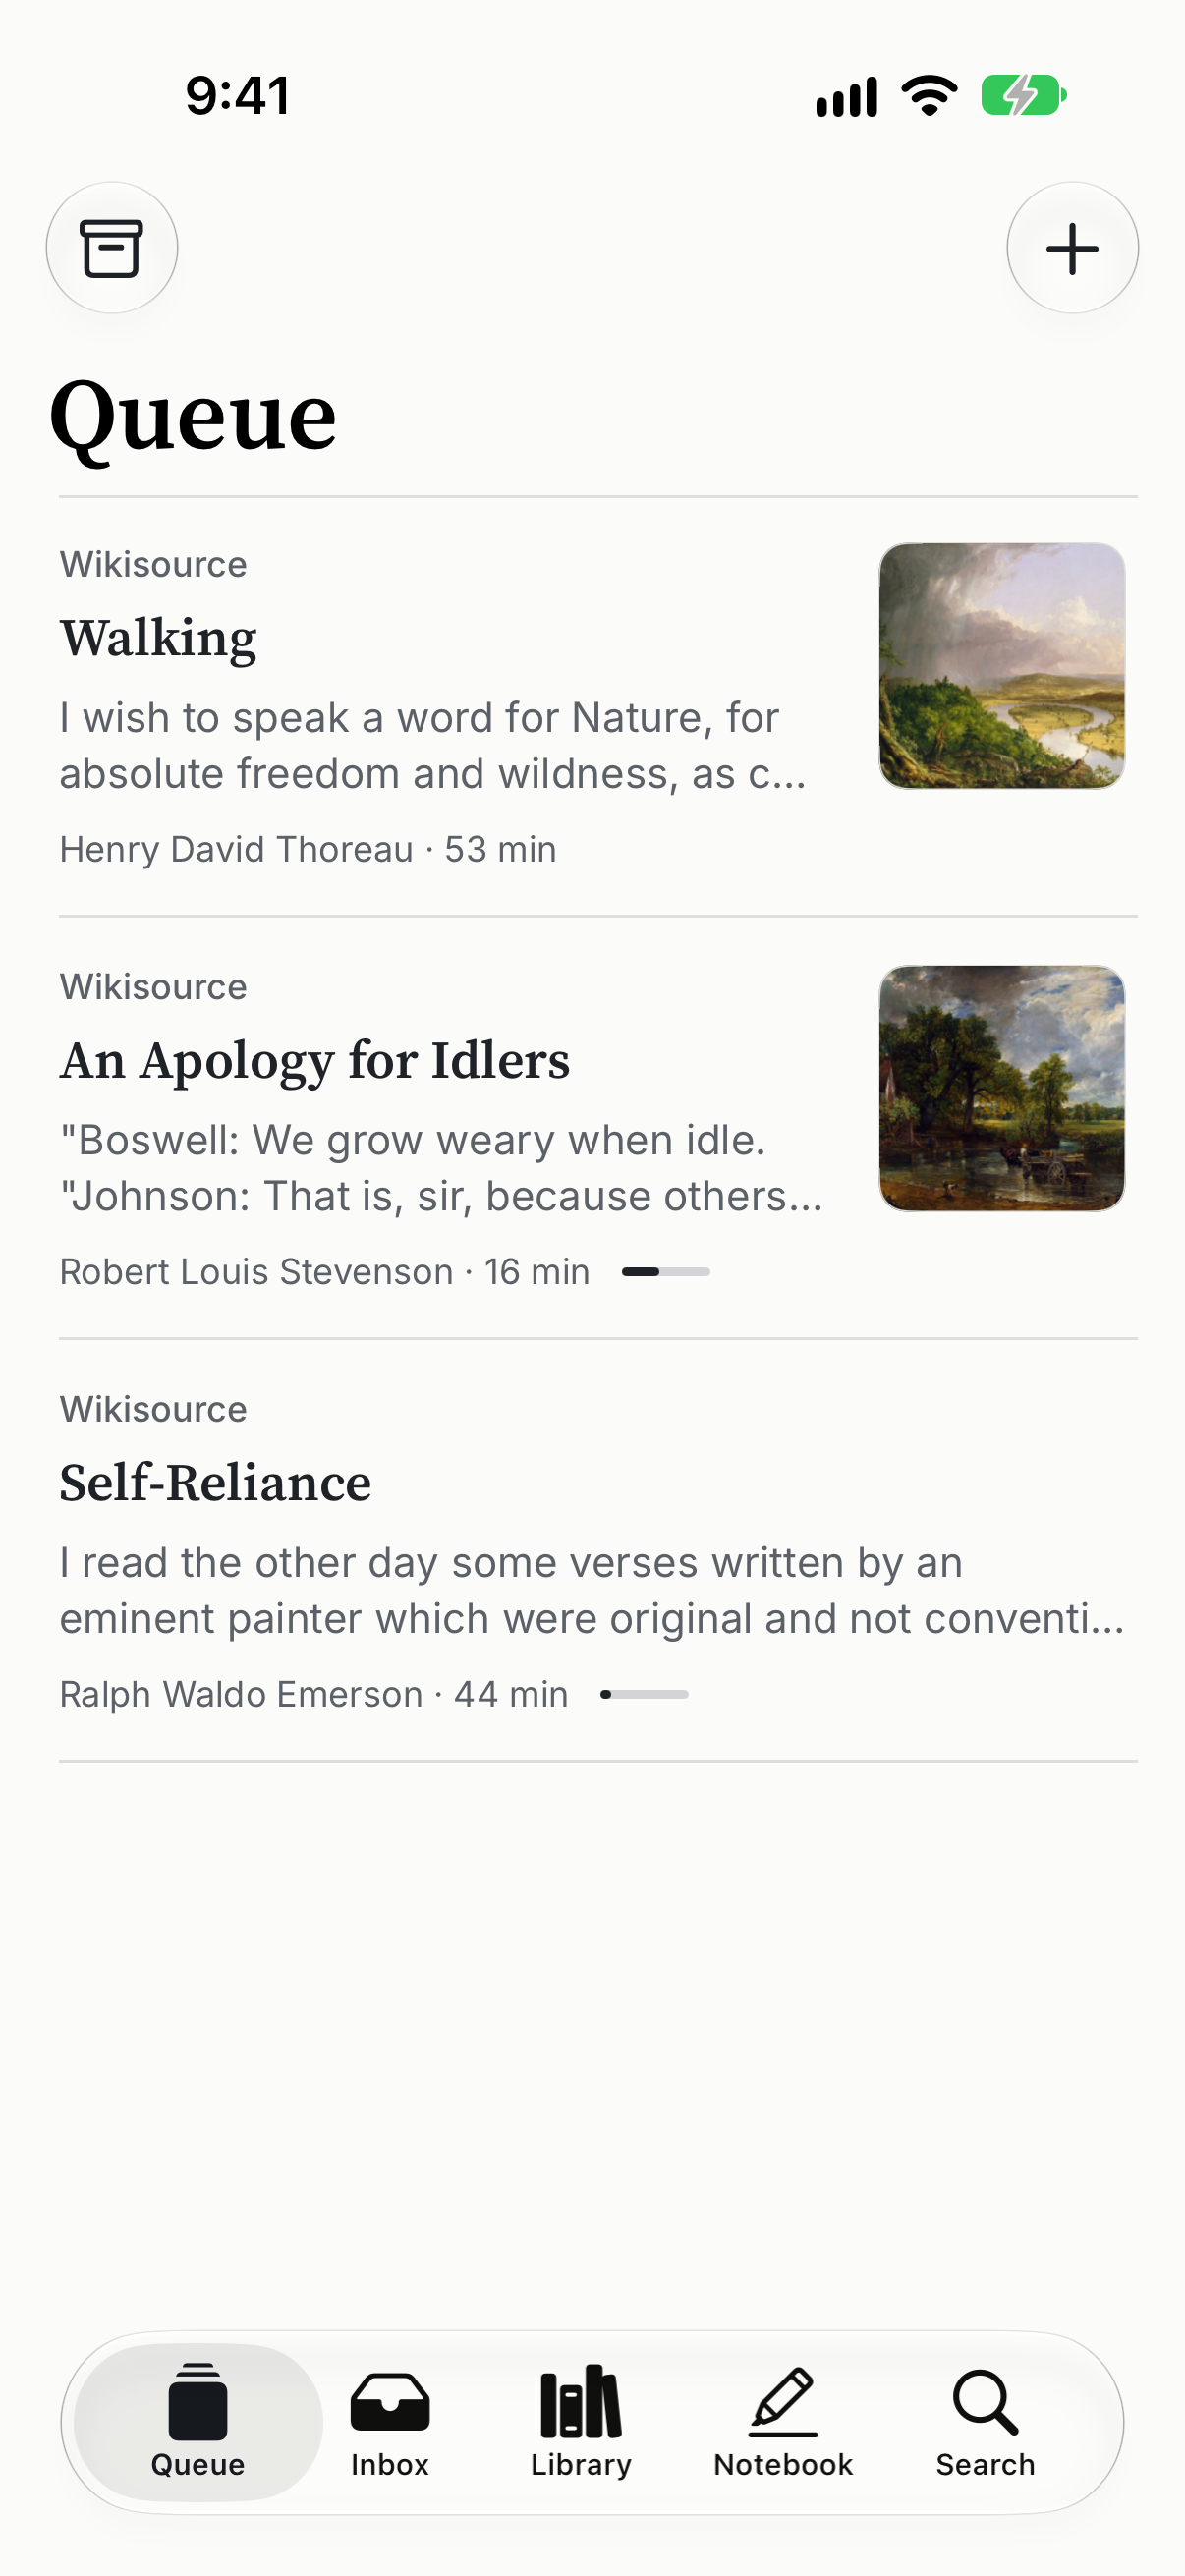 9:41
Queue
Wikisource
Walking
I wish to speak a word for Nature, for
absolute freedom and wildness, as c...
Henry David Thoreau · 53 min
Wikisource
An Apology for Idlers
"Boswell: We grow weary when idle.
"Johnson: That is, sir, because others...
Robert Louis Stevenson · 16 min
Wikisource
Self-Reliance
I read the other day some verses written by an
eminent painter which were original and not conventi...
Ralph Waldo Emerson · 44 min
Queue Inbox Library Notebook Search